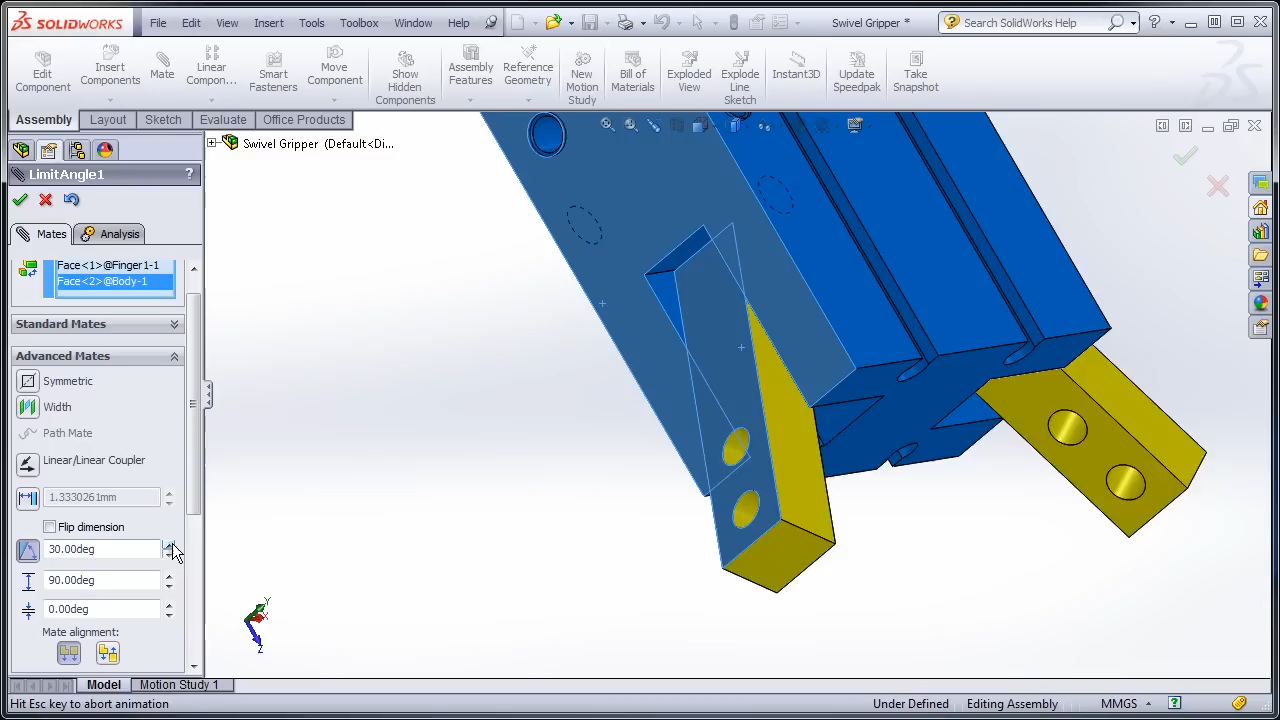 SOLIDWORKS File Edit View Insert Tools Toolbox Window Help Swivel Gripper * Search SolidWorks Help
Edit Component
Insert Components
Mate
Linear Compon...
Smart Fasteners
Move Component
Show Hidden Components
Assembly Features
Reference Geometry
New Motion Study
Bill of Materials
Exploded View
Explode Line Sketch
Instant3D
Update Speedpak
Take Snapshot
Assembly Layout Sketch Evaluate Office Products
Swivel Gripper (Default<Di...
LimitAngle1 ?
Mates Analysis
Face<1>@Finger1-1
Face<2>@Body-1
Standard Mates
Advanced Mates
Symmetric
Width
Path Mate
Linear/Linear Coupler
1.3330261mm
Flip dimension
30.00deg
90.00deg
0.00deg
Mate alignment:
Y
X
Z
Model Motion Study 1
Hit Esc key to abort animation Under Defined Editing Assembly MMGS ?